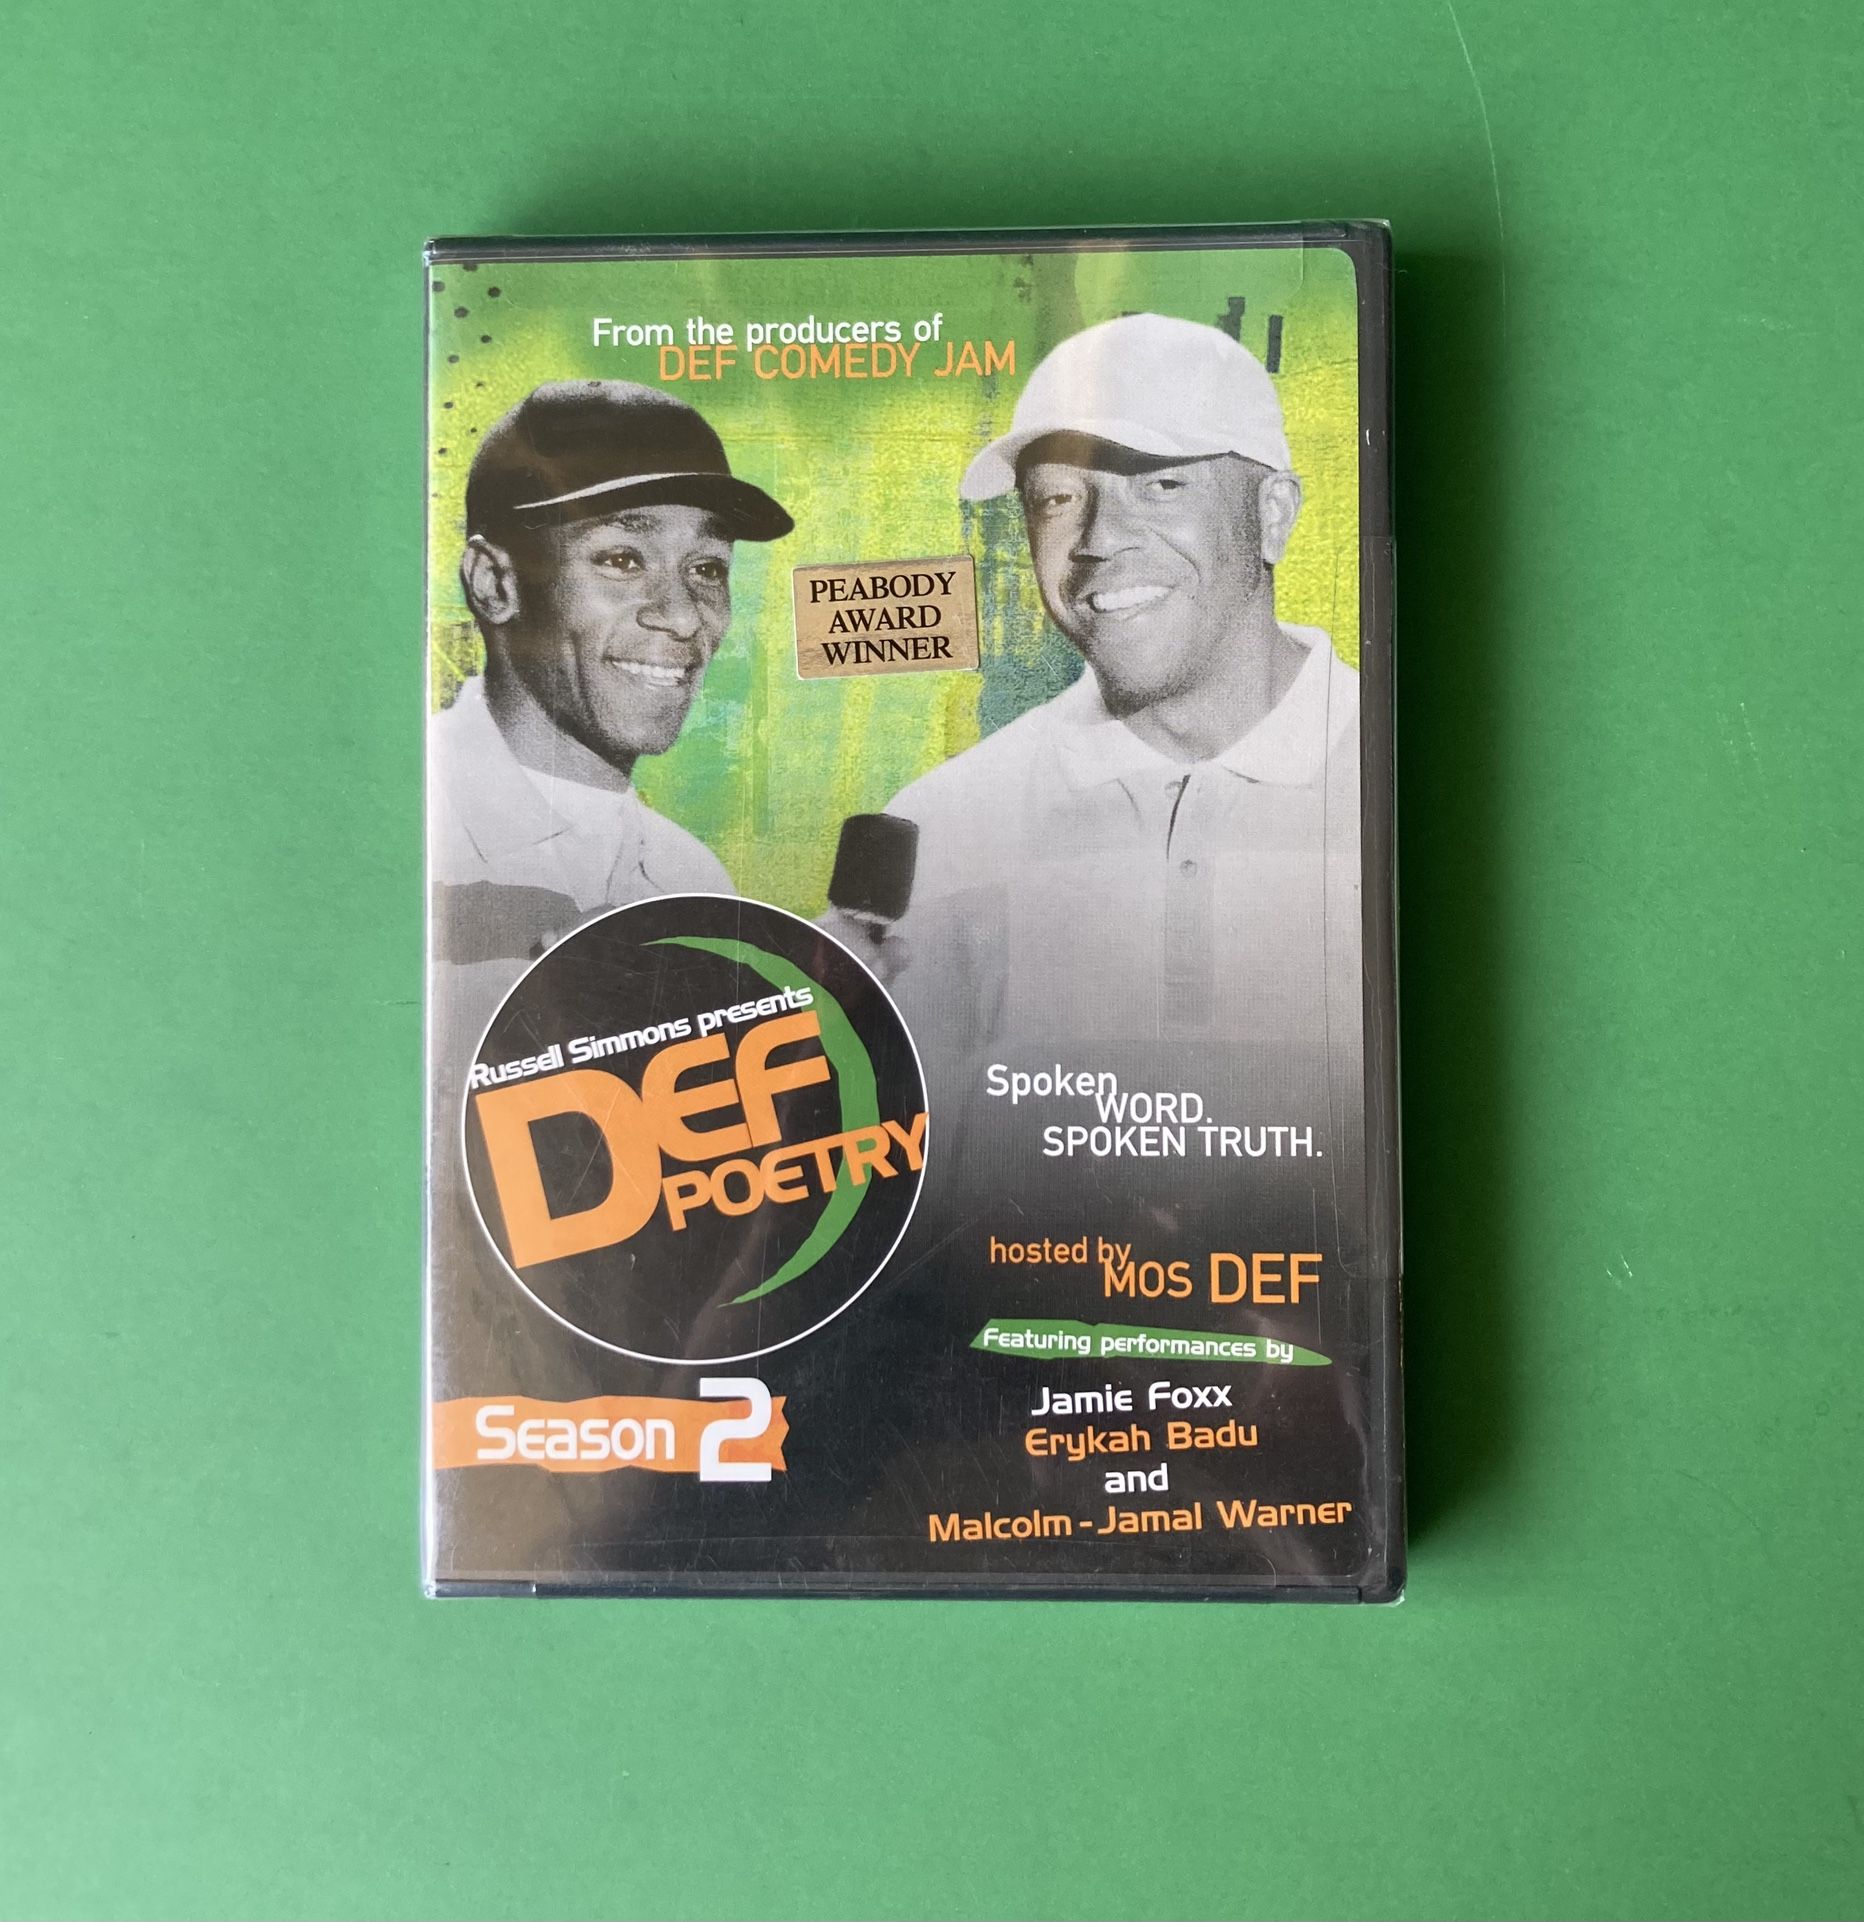 From the producers of
DEF COMEDY JAM
PEABODY
AWARD
WINNER
Russell Simmons presents
DEF
POETRY
Spoken
WORD.
SPOKEN TRUTH.
hosted by
MOS DEF
Featuring performances by
Jamie Foxx
Erykah Badu
and
Malcolm-Jamal Warner
Season 2